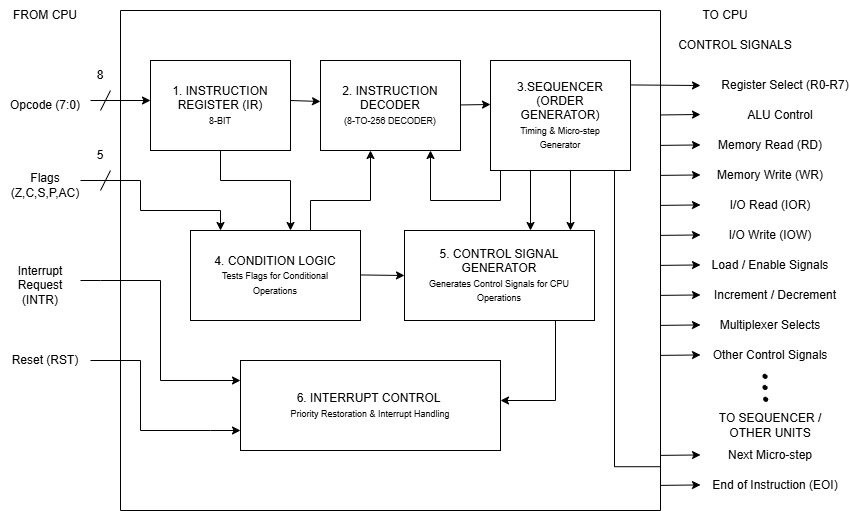 FROM CPU
TO CPU
CONTROL SIGNALS
8
Opcode (7:0)
5
Flags
(Z,C,S,P,AC)
Interrupt
Request
(INTR)
Reset (RST)
1. INSTRUCTION
REGISTER (IR)
8-BIT
2. INSTRUCTION
DECODER
(8-TO-256 DECODER)
3.SEQUENCER
(ORDER
GENERATOR)
Timing & Micro-step
Generator
4. CONDITION LOGIC
Tests Flags for Conditional
Operations
5. CONTROL SIGNAL
GENERATOR
Generates Control Signals for CPU
Operations
6. INTERRUPT CONTROL
Priority Restoration & Interrupt Handling
Register Select (R0-R7)
ALU Control
Memory Read (RD)
Memory Write (WR)
I/O Read (IOR)
I/O Write (IOW)
Load / Enable Signals
Increment / Decrement
Multiplexer Selects
Other Control Signals
TO SEQUENCER /
OTHER UNITS
Next Micro-step
End of Instruction (EOI)